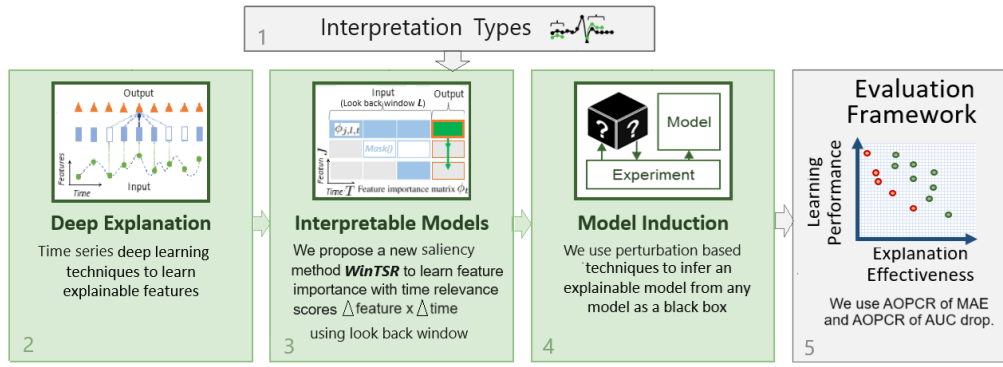 1
Interpretation Types
Output
Features
Input
Time
Deep Explanation
Time series deep learning
techniques to learn
explainable features
2
Input
Output
(Look back window L)
ϕj,l,t
Mask()
Featurs J
Time T Feature importance matrix ϕt
Interpretable Models
We propose a new saliency
method WinTSR to learn feature
importance with time relevance
scores △ feature x △ time
using look back window
3
? ?
Model
Experiment
Model Induction
We use perturbation based
techniques to infer an
explainable model from any
model as a black box
4
Evaluation
Framework
Learning
Performance
Explanation
Effectiveness
We use AOPCR of MAE
and AOPCR of AUC drop.
5